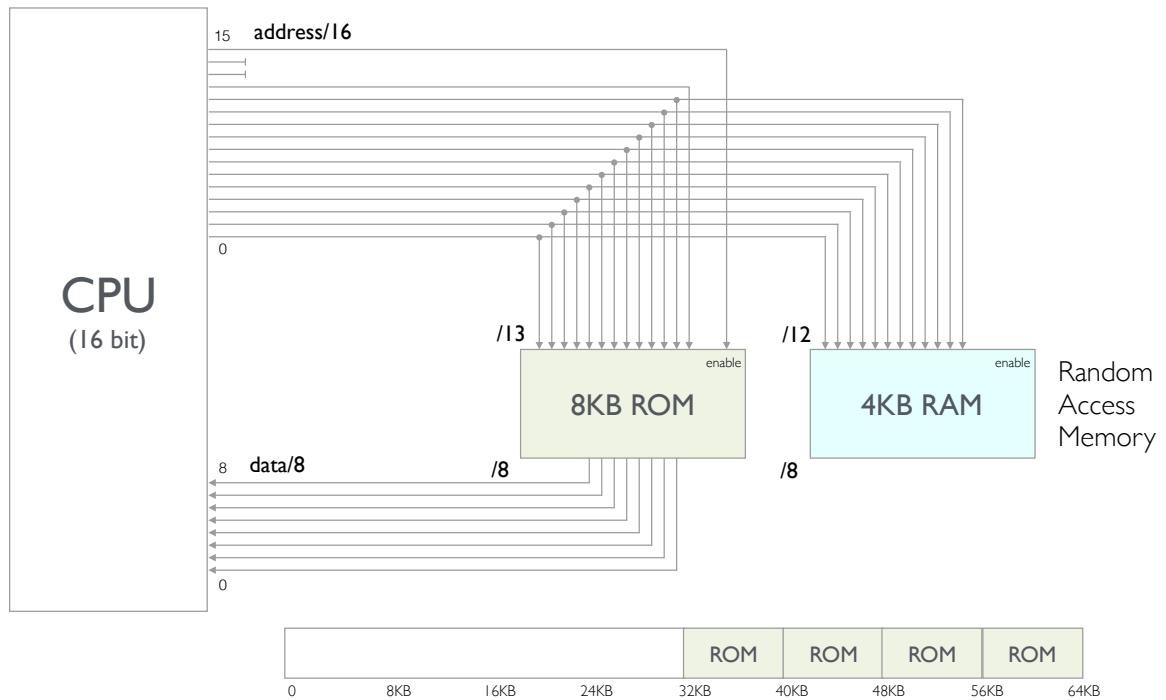 15 address/16
0
CPU
(16 bit)
/13
/12
enable
enable
8KB ROM
4KB RAM
Random
Access
Memory
/8
/8
8 data/8
0
ROM ROM ROM ROM
0 8KB 16KB 24KB 32KB 40KB 48KB 56KB 64KB